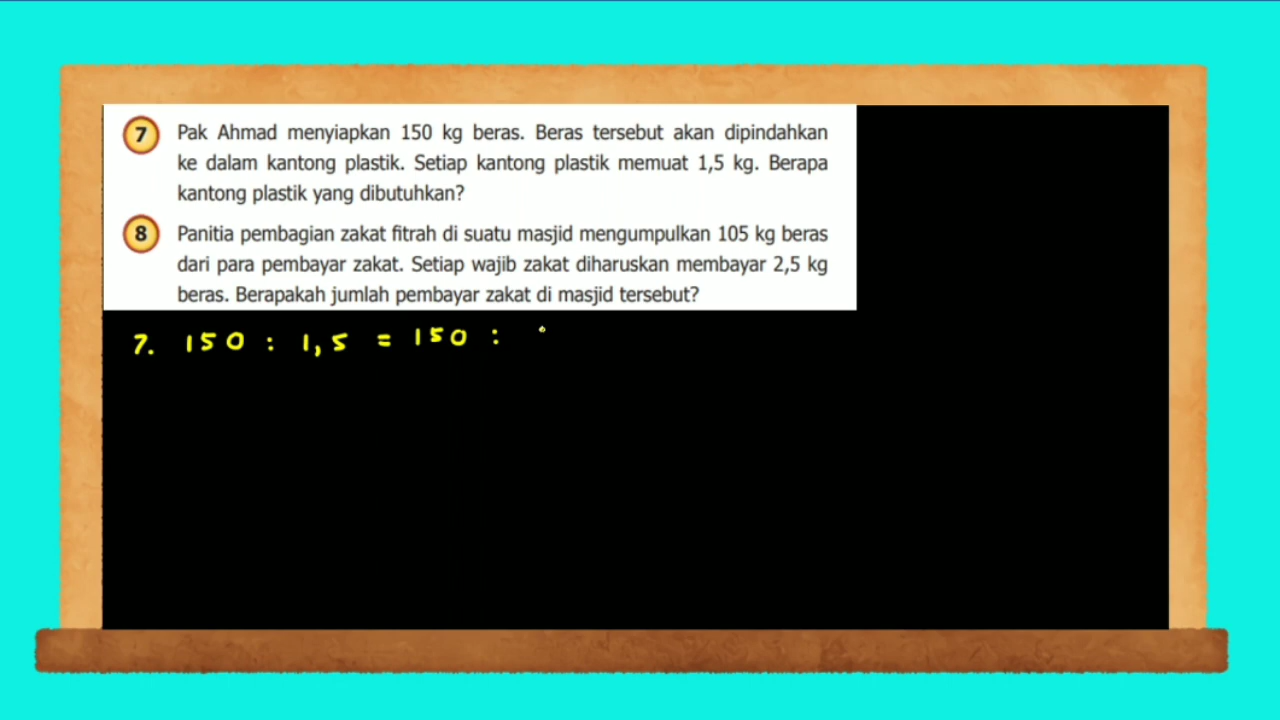 7 Pak Ahmad menyiapkan 150 kg beras. Beras tersebut akan dipindahkan
ke dalam kantong plastik. Setiap kantong plastik memuat 1,5 kg. Berapa
kantong plastik yang dibutuhkan?
8 Panitia pembagian zakat fitrah di suatu masjid mengumpulkan 105 kg beras
dari para pembayar zakat. Setiap wajib zakat diharuskan membayar 2,5 kg
beras. Berapakah jumlah pembayar zakat di masjid tersebut?
7. 150 : 1,5 = 150 :